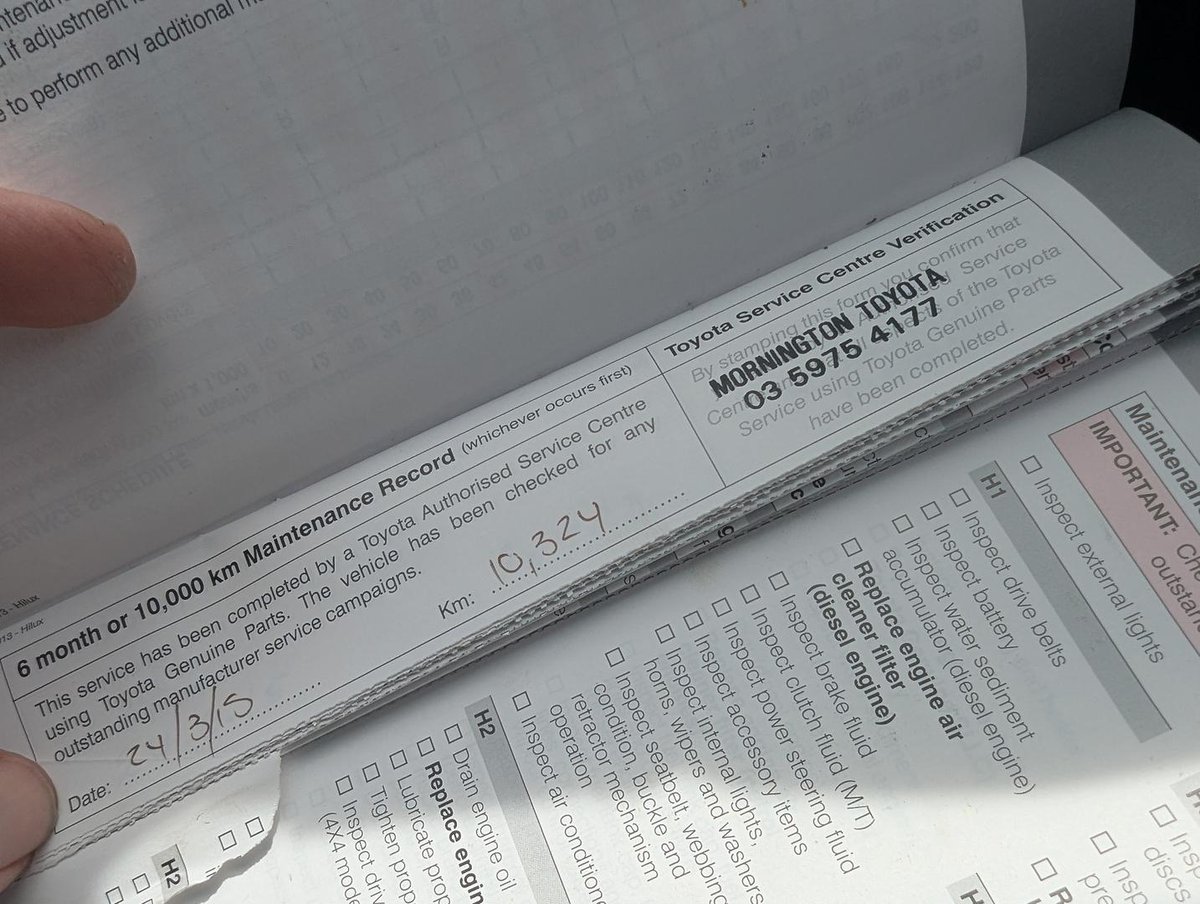 if adjustment
to perform any additional
13 - Hilux
6 month or 10,000 km Maintenance Record (whichever occurs first)
This service has been completed by a Toyota Authorised Service Centre
using Toyota Genuine Parts. The vehicle has been checked for any
outstanding manufacturer service campaigns.
Date: 24/3/15
Km: 10,324
Toyota Service Centre Verification
By stamping this form you confirm that
Service
of the Toyota
Service using Toyota Genuine Parts
have been completed.
MORNINGTON TOYOTA
03 5975 4177
IMPORTANT:
Inspect external lights
H1
Inspect drive belts
Inspect battery
Inspect water sediment
accumulator (diesel engine)
Replace engine air
cleaner filter
(diesel engine)
Inspect brake fluid
Inspect clutch fluid (M/T)
Inspect power steering fluid
Inspect accessory items
Inspect internal lights,
horns, wipers and washers
Inspect seatbelt, webbing
condition, buckle and
retractor mechanism
operation
H2
Inspect air
Drain engine oil
Replace
Lubricate
Tighten
Inspect
(4X4
H2
H1